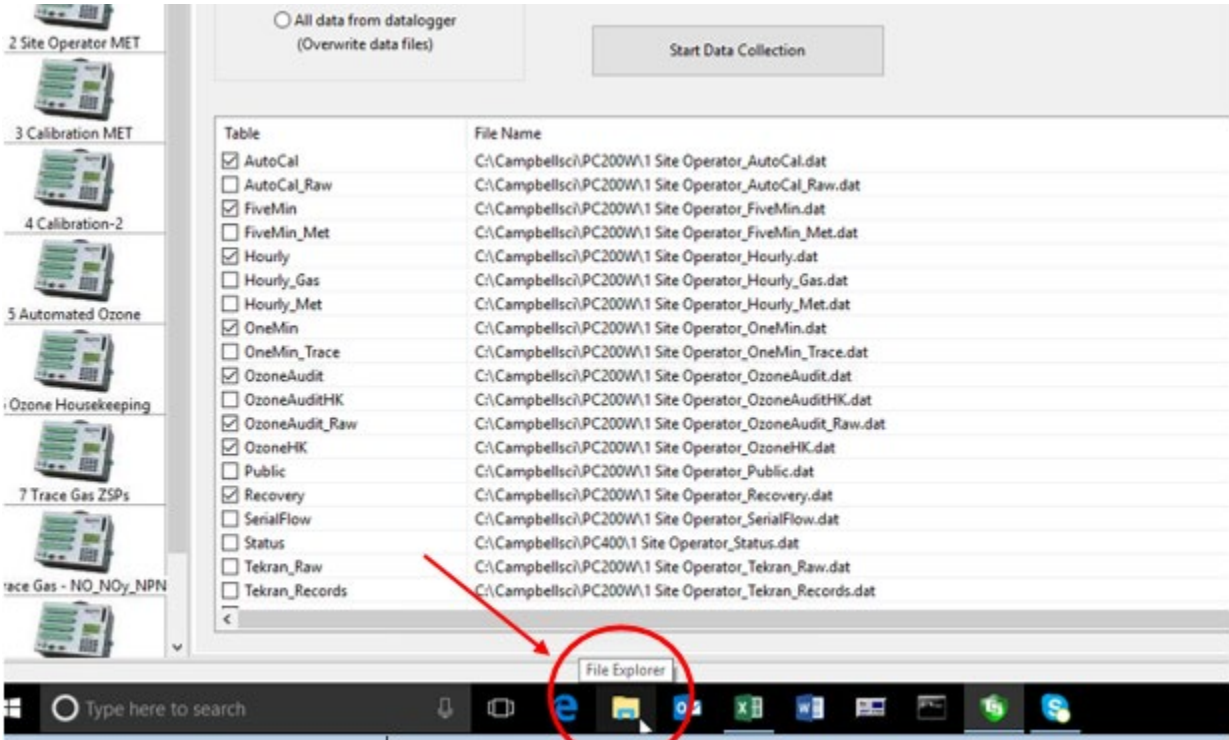 2 Site Operator MET
3 Calibration MET
4 Calibration-2
5 Automated Ozone
Ozone Housekeeping
7 Trace Gas ZSPs
race Gas - NO_NOy_NPN
All data from datalogger
(Overwrite data files)
Start Data Collection
Table File Name
AutoCal C:\Campbellsci\PC200W\1 Site Operator_AutoCal.dat
AutoCal_Raw C:\Campbellsci\PC200W\1 Site Operator_AutoCal_Raw.dat
FiveMin C:\Campbellsci\PC200W\1 Site Operator_FiveMin.dat
FiveMin_Met C:\Campbellsci\PC200W\1 Site Operator_FiveMin_Met.dat
Hourly C:\Campbellsci\PC200W\1 Site Operator_Hourly.dat
Hourly_Gas C:\Campbellsci\PC200W\1 Site Operator_Hourly_Gas.dat
Hourly_Met C:\Campbellsci\PC200W\1 Site Operator_Hourly_Met.dat
OneMin C:\Campbellsci\PC200W\1 Site Operator_OneMin.dat
OneMin_Trace C:\Campbellsci\PC200W\1 Site Operator_OneMin_Trace.dat
OzoneAudit C:\Campbellsci\PC200W\1 Site Operator_OzoneAudit.dat
OzoneAuditHK C:\Campbellsci\PC200W\1 Site Operator_OzoneAuditHK.dat
OzoneAudit_Raw C:\Campbellsci\PC200W\1 Site Operator_OzoneAudit_Raw.dat
OzoneHK C:\Campbellsci\PC200W\1 Site Operator_OzoneHK.dat
Public C:\Campbellsci\PC200W\1 Site Operator_Public.dat
Recovery C:\Campbellsci\PC200W\1 Site Operator_Recovery.dat
SerialFlow C:\Campbellsci\PC200W\1 Site Operator_SerialFlow.dat
Status C:\Campbellsci\PC400\1 Site Operator_Status.dat
Tekran_Raw C:\Campbellsci\PC200W\1 Site Operator_Tekran_Raw.dat
Tekran_Records C:\Campbellsci\PC200W\1 Site Operator_Tekran_Records.dat
File Explorer
Type here to search